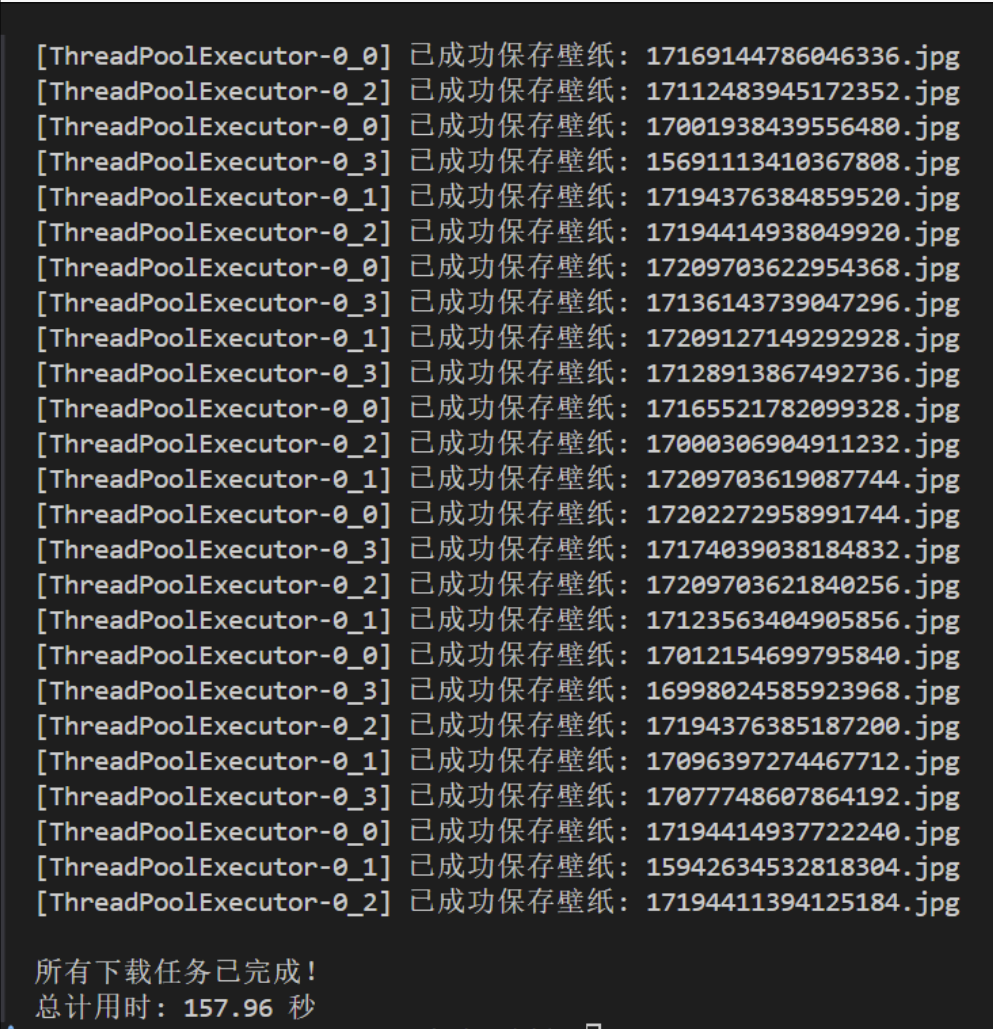 [ThreadPoolExecutor-0_0] 已成功保存壁纸: 17169144786046336.jpg
[ThreadPoolExecutor-0_2] 已成功保存壁纸: 17112483945172352.jpg
[ThreadPoolExecutor-0_0] 已成功保存壁纸: 17001938439556480.jpg
[ThreadPoolExecutor-0_3] 已成功保存壁纸: 15691113410367808.jpg
[ThreadPoolExecutor-0_1] 已成功保存壁纸: 17194376384859520.jpg
[ThreadPoolExecutor-0_2] 已成功保存壁纸: 17194414938049920.jpg
[ThreadPoolExecutor-0_0] 已成功保存壁纸: 17209703622954368.jpg
[ThreadPoolExecutor-0_3] 已成功保存壁纸: 17136143739047296.jpg
[ThreadPoolExecutor-0_1] 已成功保存壁纸: 17209127149292928.jpg
[ThreadPoolExecutor-0_3] 已成功保存壁纸: 17128913867492736.jpg
[ThreadPoolExecutor-0_0] 已成功保存壁纸: 17165521782099328.jpg
[ThreadPoolExecutor-0_2] 已成功保存壁纸: 17000306904911232.jpg
[ThreadPoolExecutor-0_1] 已成功保存壁纸: 17209703619087744.jpg
[ThreadPoolExecutor-0_0] 已成功保存壁纸: 17202272958991744.jpg
[ThreadPoolExecutor-0_3] 已成功保存壁纸: 17174039038184832.jpg
[ThreadPoolExecutor-0_2] 已成功保存壁纸: 17209703621840256.jpg
[ThreadPoolExecutor-0_1] 已成功保存壁纸: 17123563404905856.jpg
[ThreadPoolExecutor-0_0] 已成功保存壁纸: 17012154699795840.jpg
[ThreadPoolExecutor-0_3] 已成功保存壁纸: 16998024585923968.jpg
[ThreadPoolExecutor-0_2] 已成功保存壁纸: 17194376385187200.jpg
[ThreadPoolExecutor-0_1] 已成功保存壁纸: 17096397274467712.jpg
[ThreadPoolExecutor-0_3] 已成功保存壁纸: 17077748607864192.jpg
[ThreadPoolExecutor-0_0] 已成功保存壁纸: 17194414937722240.jpg
[ThreadPoolExecutor-0_1] 已成功保存壁纸: 15942634532818304.jpg
[ThreadPoolExecutor-0_2] 已成功保存壁纸: 17194411394125184.jpg
所有下载任务已完成!
总计用时: 157.96 秒